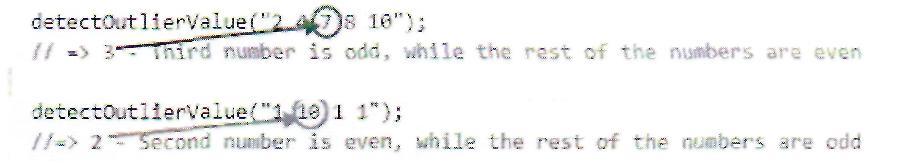 detectOutlierValue("2 4 7 8 10");
// => 3 - Third number is odd, while the rest of the numbers are even
detectOutlierValue("1 10 1 1");
//=> 2 - Second number is even, while the rest of the numbers are odd